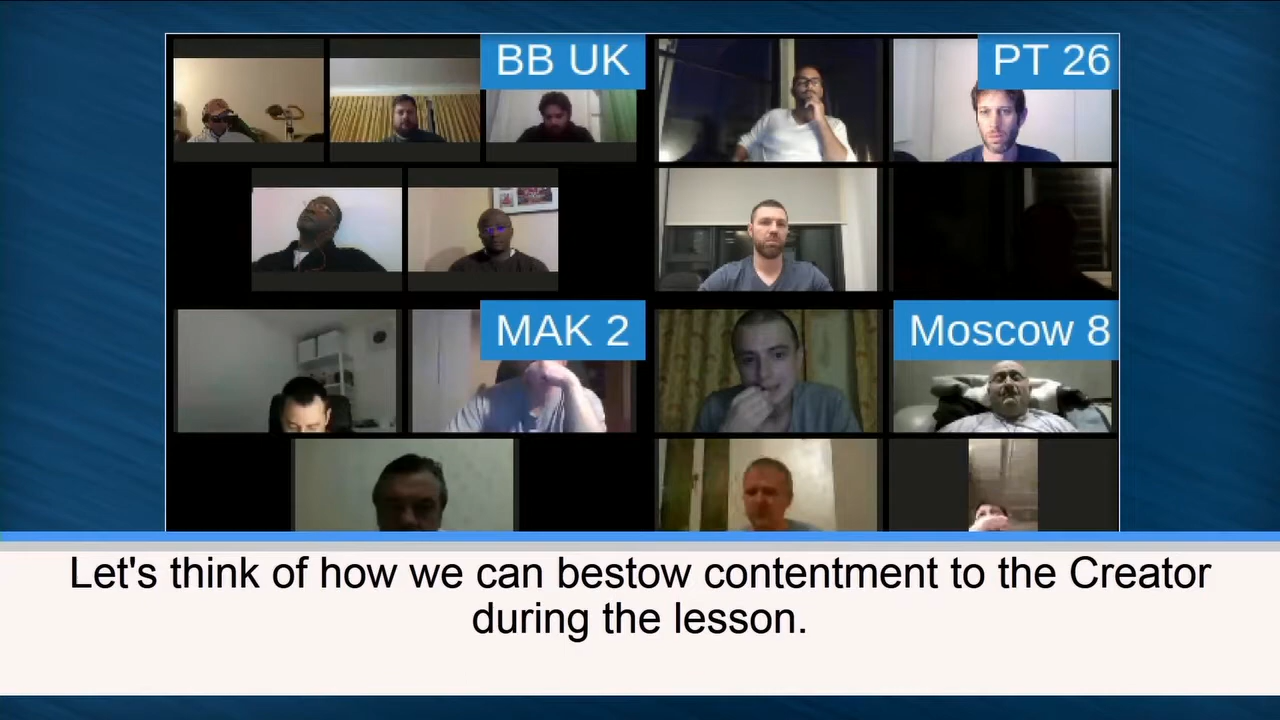 BB UK
PT 26
MAK 2
Moscow 8
Let's think of how we can bestow contentment to the Creator
during the lesson.